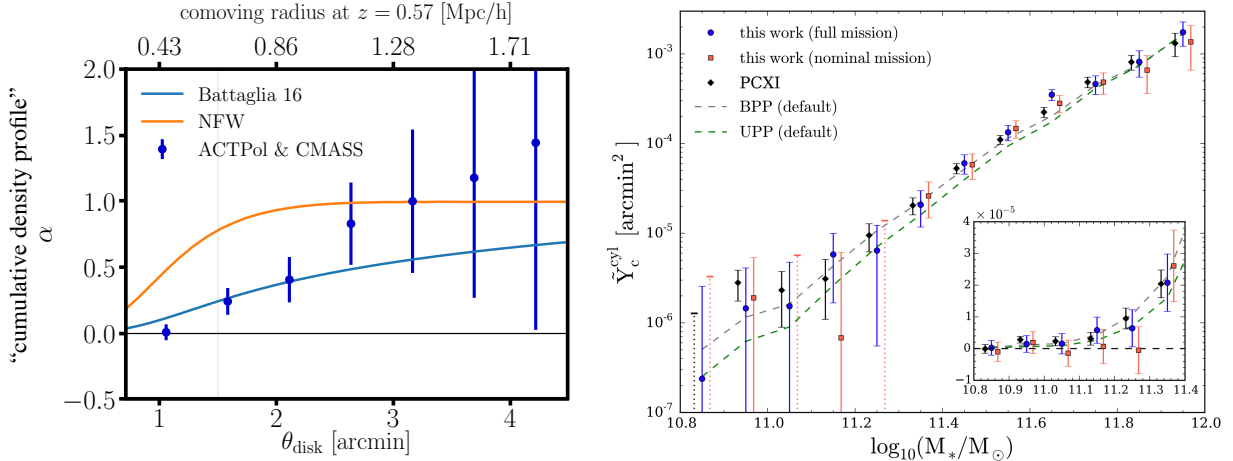 comoving radius at z = 0.57 [Mpc/h]
0.43 0.86 1.28 1.71
2.0
1.5
1.0
0.5
0.0
−0.5
“cumulative density profile”
α
Battaglia 16
NFW
ACTPol & CMASS
1 2 3 4
θdisk [arcmin]
this work (full mission)
this work (nominal mission)
PCXI
BPP (default)
UPP (default)
10⁻³
10⁻⁴
10⁻⁵
10⁻⁶
10⁻⁷
Ỹc^cyl [arcmin²]
×10⁻⁵
4
3
2
1
0
−1
10.8 10.9 11.0 11.1 11.2 11.3 11.4
10.8 11.0 11.2 11.4 11.6 11.8 12.0
log₁₀(M*/M⊙)